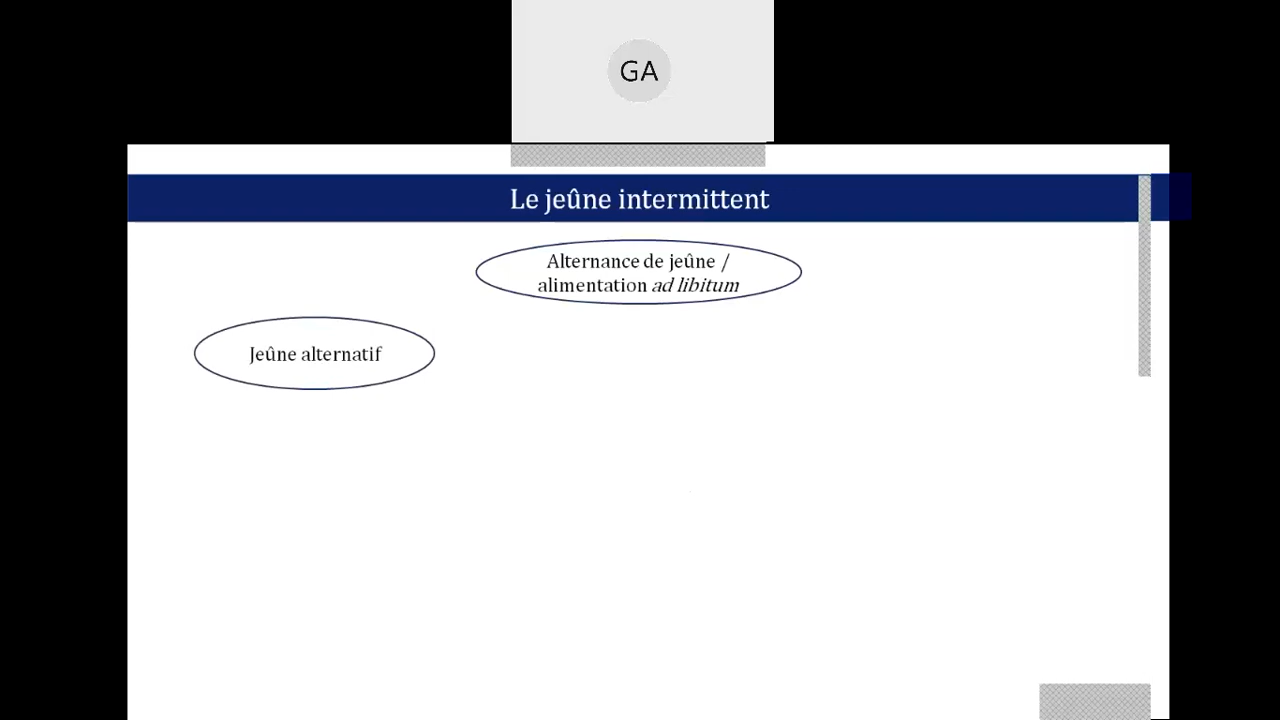 GA
Le jeûne intermittent
Alternance de jeûne /
alimentation ad libitum
Jeûne alternatif